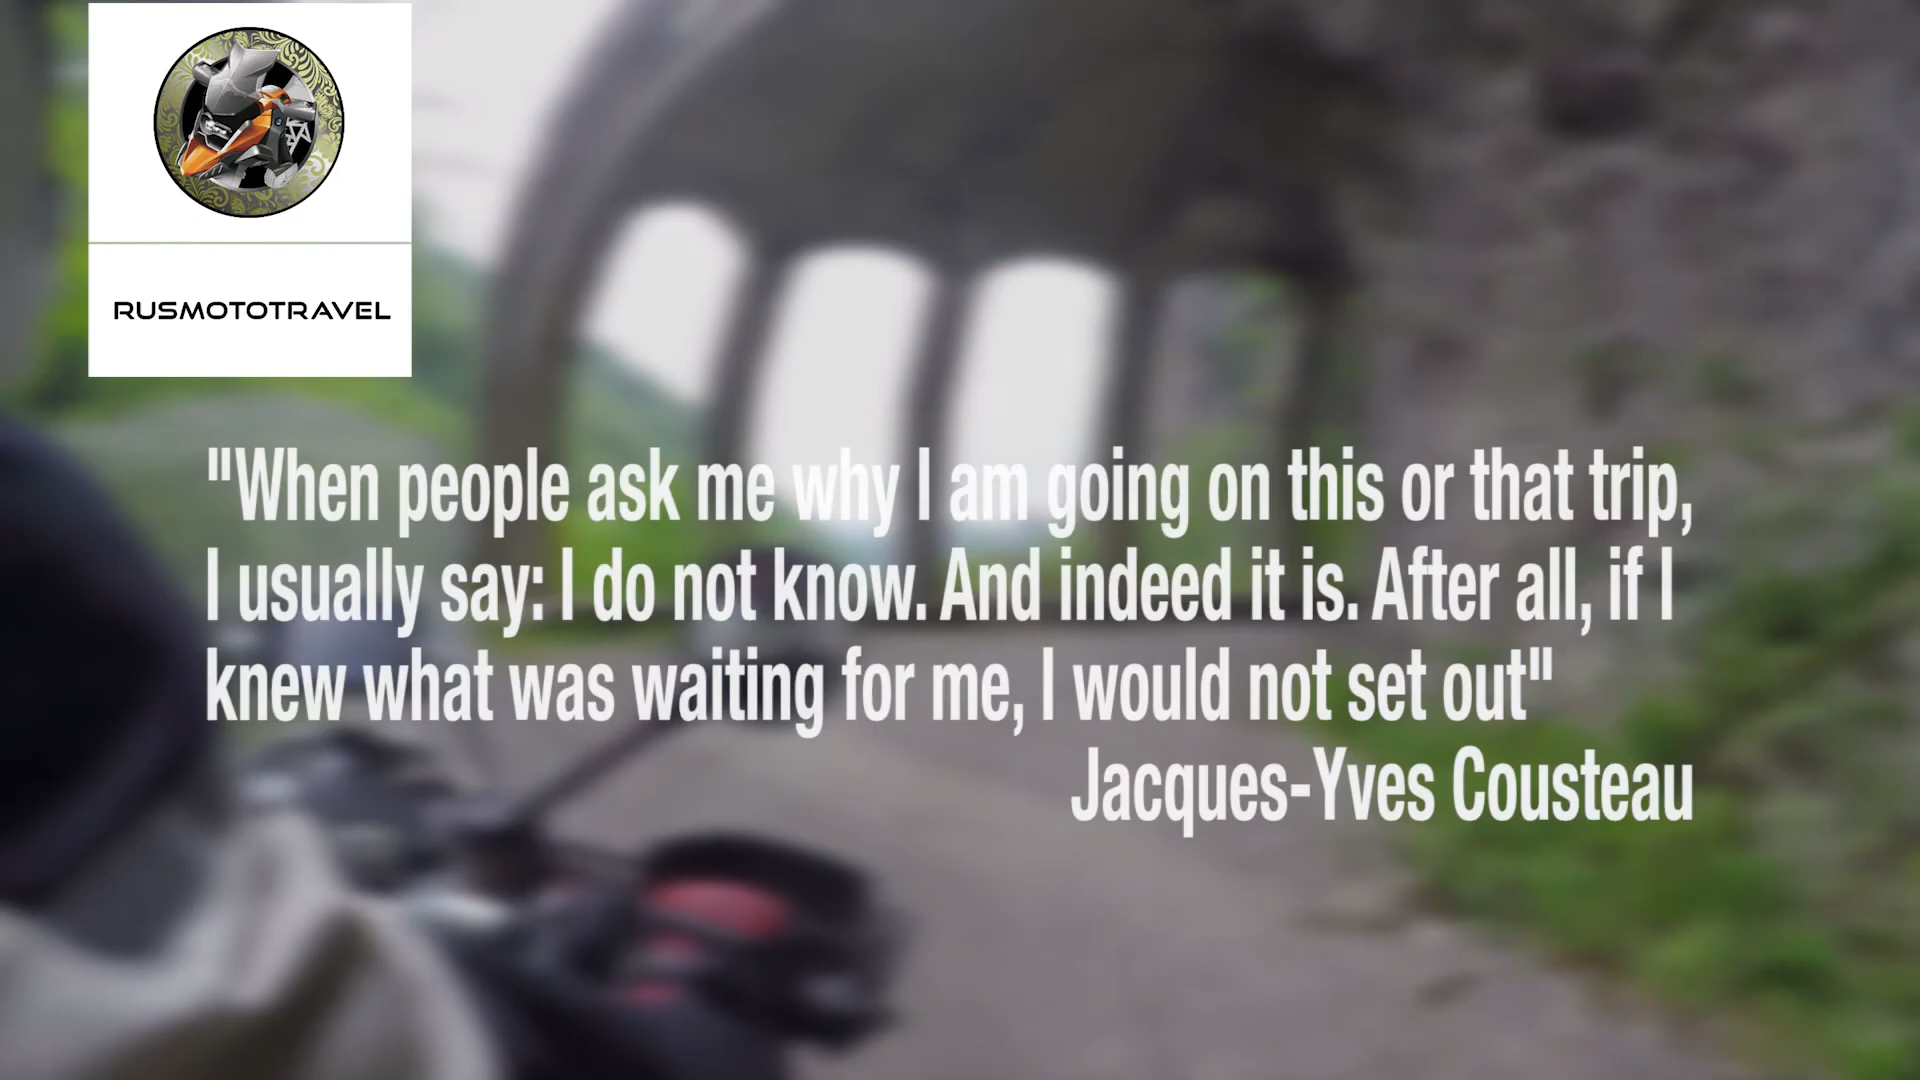 RUSMOTOTRAVEL
"When people ask me why I am going on this or that trip,
I usually say: I do not know. And indeed it is. After all, if I
knew what was waiting for me, I would not set out"
Jacques-Yves Cousteau